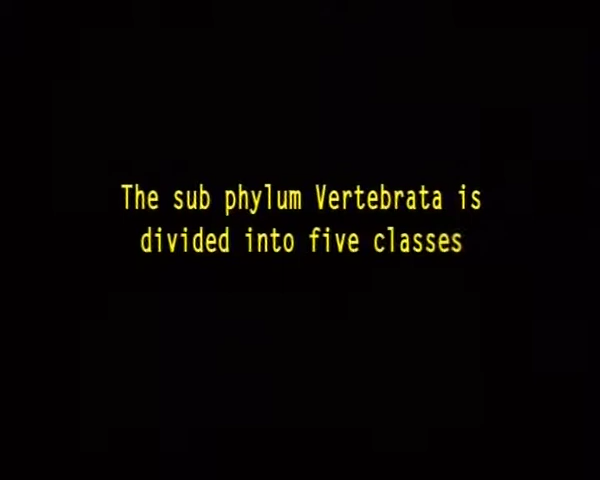 The sub phylum Vertebrata is
divided into five classes